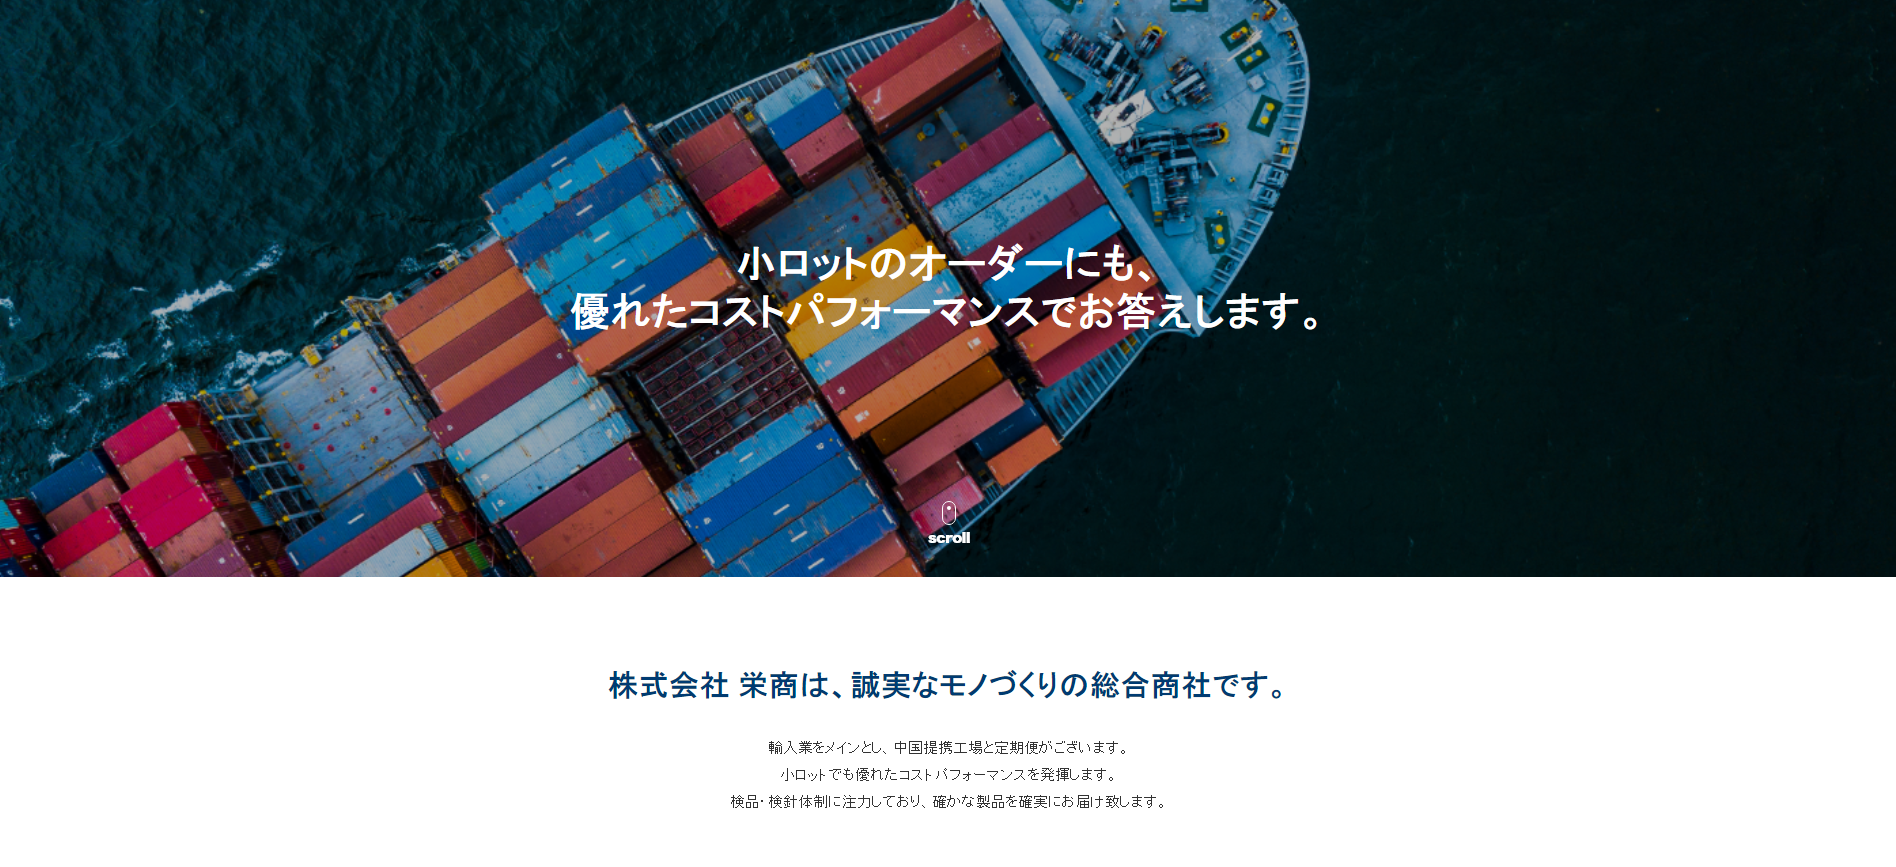 小ロットのオーダーにも、
優れたコストパフォーマンスでお答えします。
scroll
株式会社 栄商は、誠実なモノづくりの総合商社です。
輸入業をメインとし、中国提携工場と定期便がございます。
小ロットでも優れたコストパフォーマンスを発揮します。
検品・検針体制に注力しており、確かな製品を確実にお届け致します。